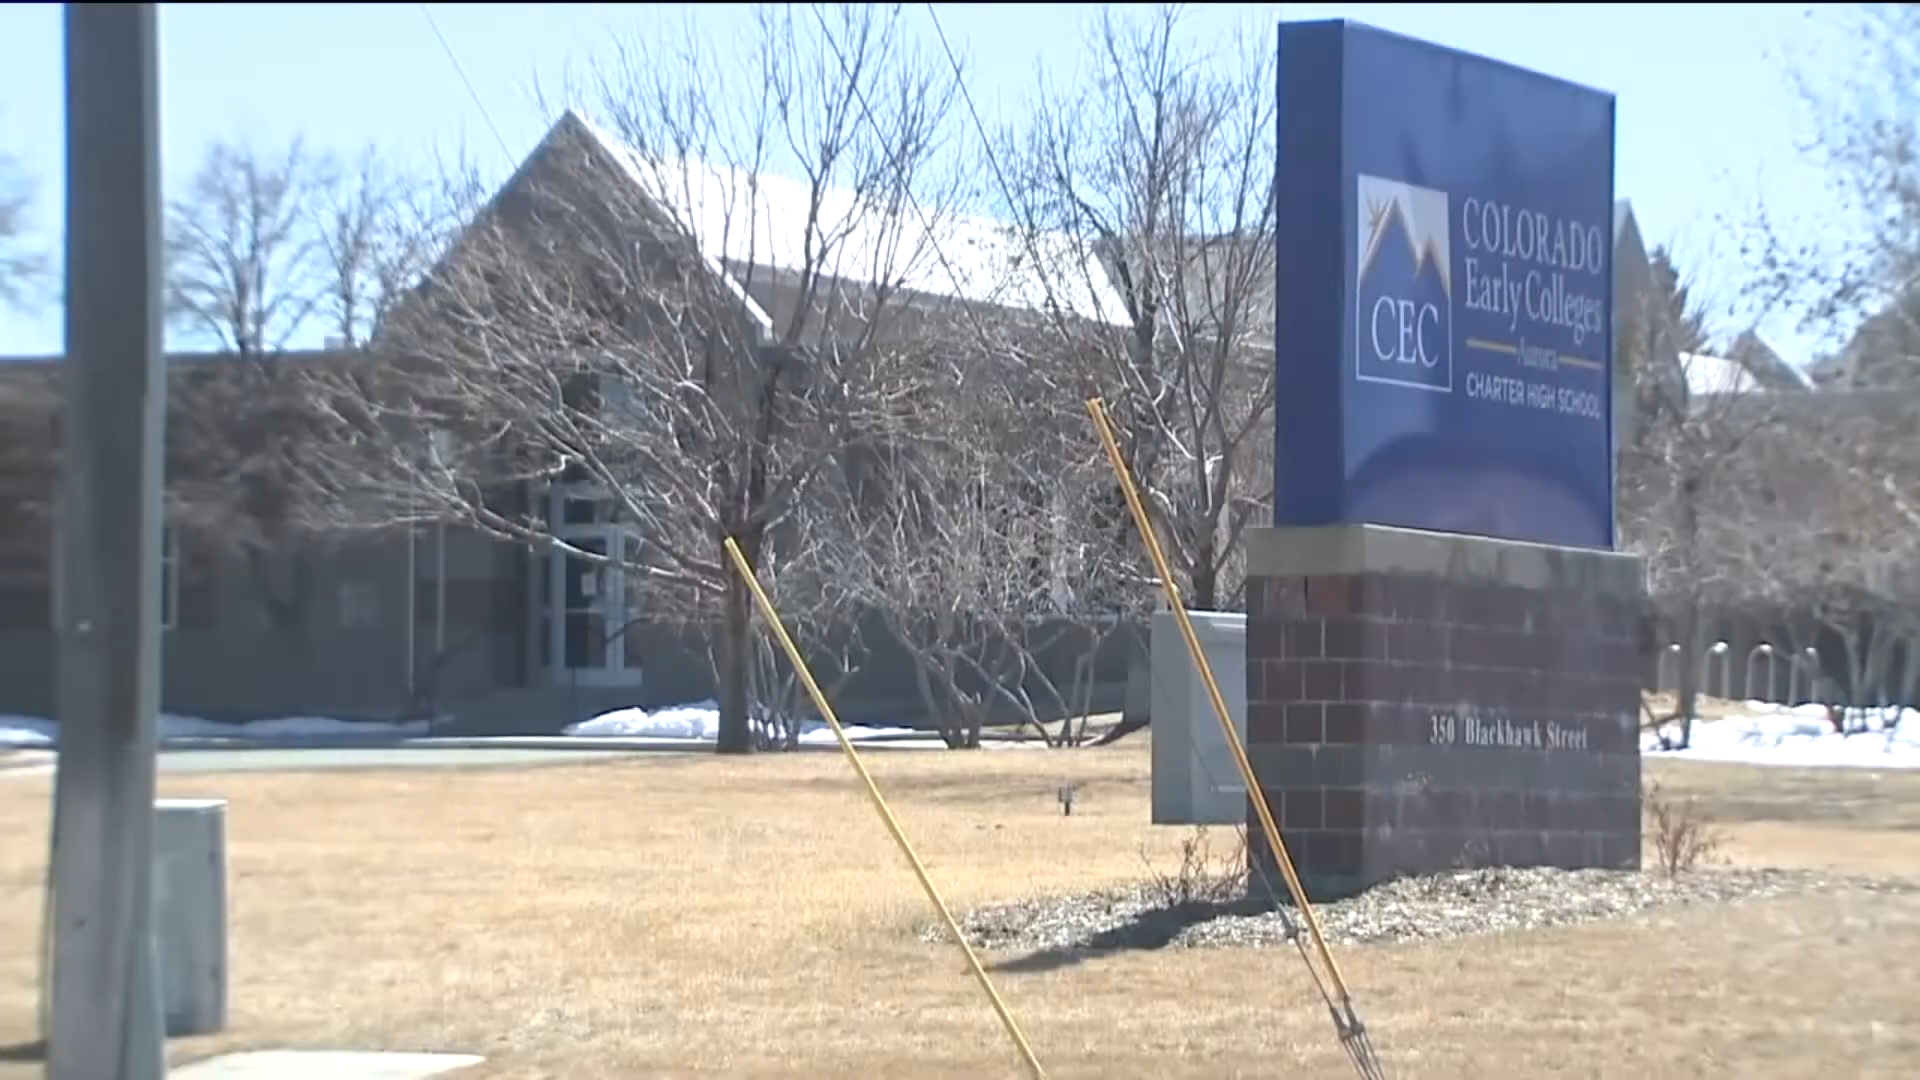 CEC
COLORADO
Early Colleges
Aurora
CHARTER HIGH SCHOOL
350 Blackhawk Street